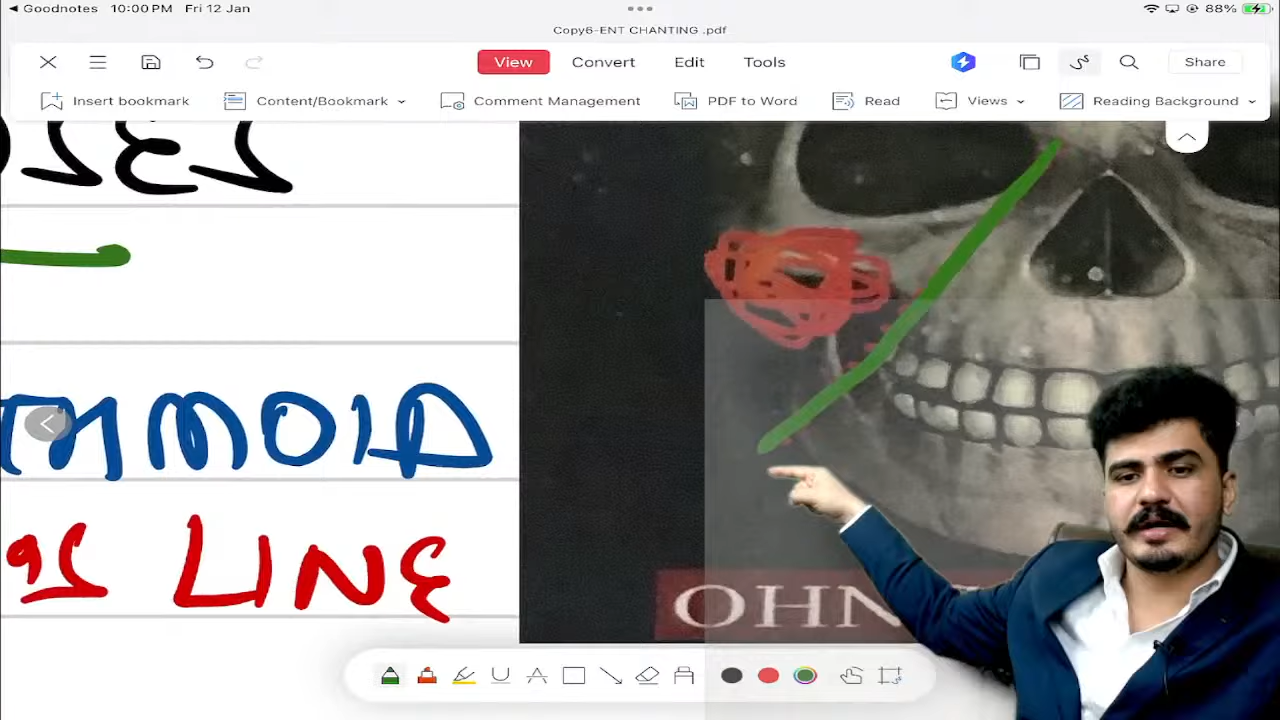 Goodnotes 10:00 PM Fri 12 Jan
88%
Copy6-ENT CHANTING .pdf
View Convert Edit Tools
Share
Insert bookmark Content/Bookmark Comment Management PDF to Word Read Views Reading Background
LINE
OHN